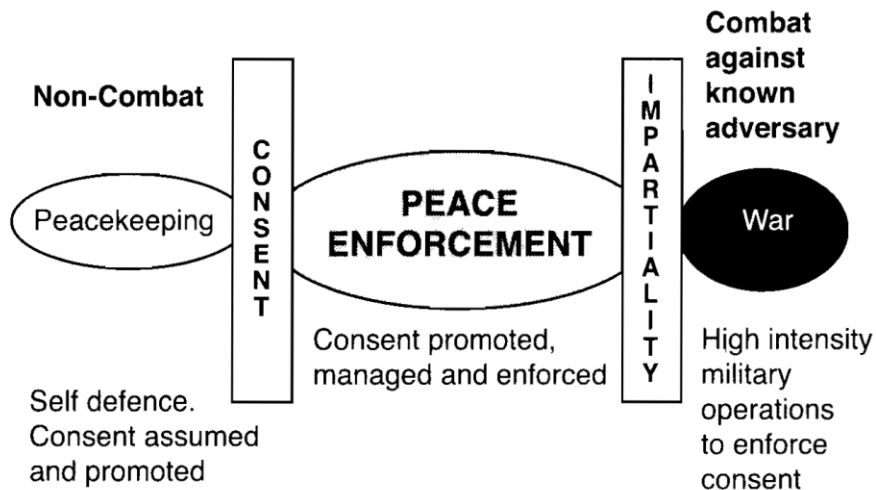 Non-Combat
Peacekeeping
Self defence.
Consent assumed
and promoted
CONSENT
PEACE
ENFORCEMENT
Consent promoted,
managed and enforced
IMPARTIALITY
Combat
against
known
adversary
War
High intensity
military
operations
to enforce
consent